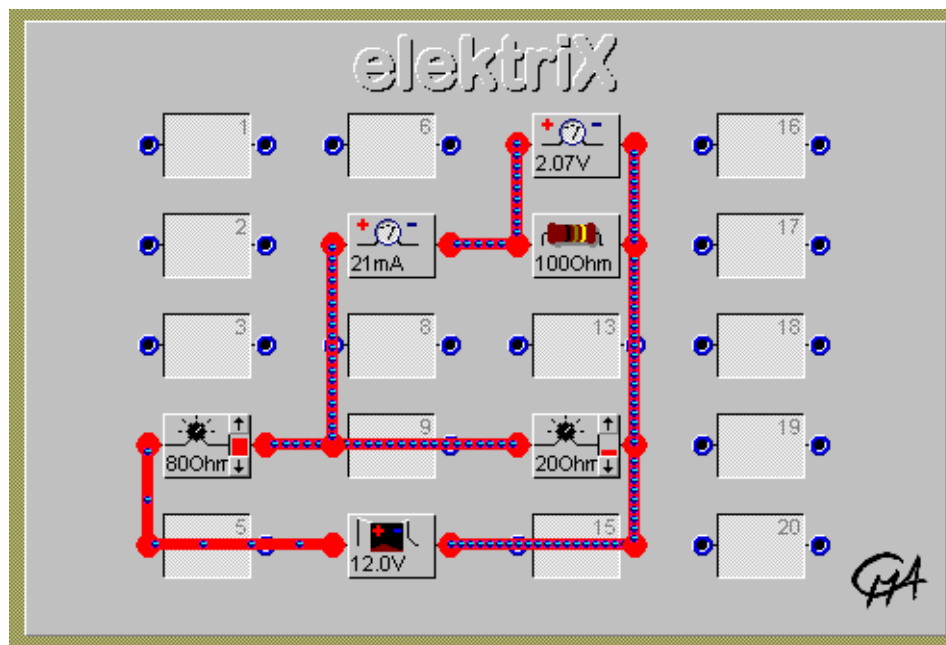 elektriX
1 6 + - 16
2.07V
2 + - 17
21mA 100Ohm
3 8 13 18
9 19
80Ohm 20Ohm
5 + - 15 20
12.0V
CMA